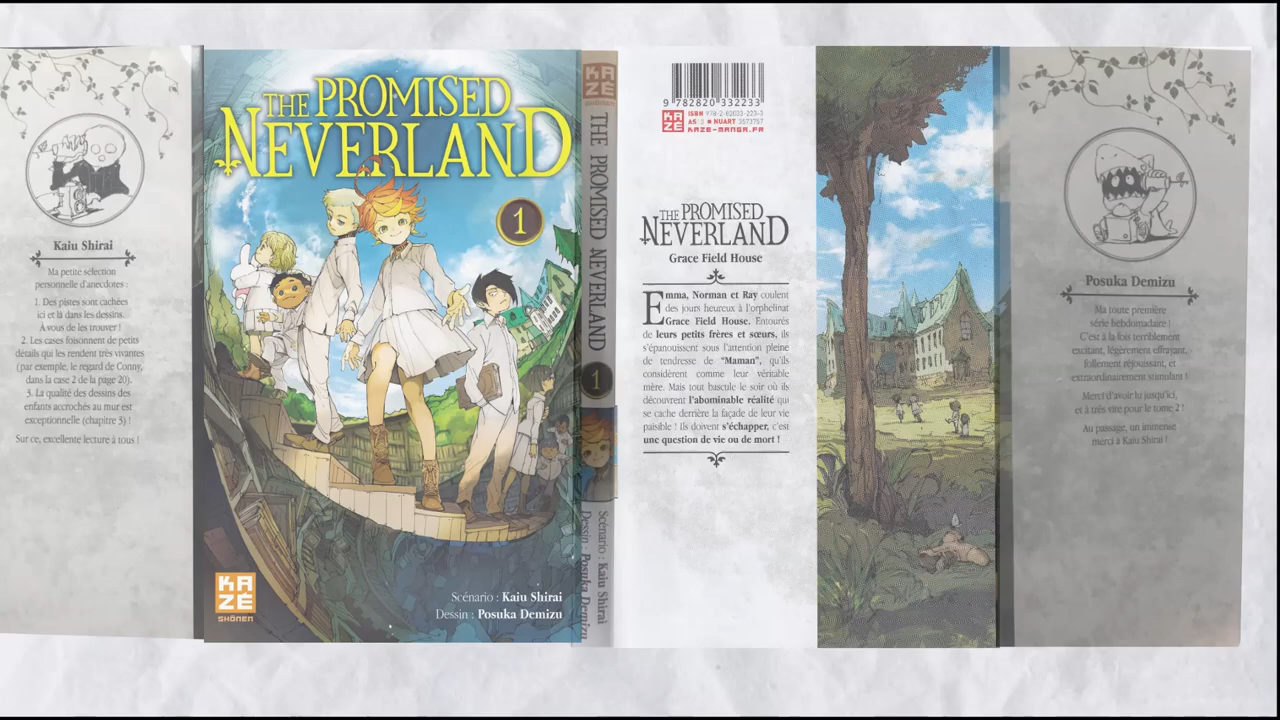 Kaiu Shirai
Ma petite sélection
personnelle d'anecdotes :
1. Des pistes sont cachées
ici et là dans les dessins.
À vous de les trouver !
2. Les cases foisonnent de petits
détails qui les rendent très vivantes
(par exemple, le regard de Conny,
dans la case 2 de la page 20).
3. La qualité des dessins des
enfants accrochés au mur est
exceptionnelle (chapitre 3) !
Sur ce, excellente lecture à tous !
THE PROMISED
NEVERLAND
1
KAZÉ
SHÔNEN
Scénario : Kaiu Shirai
Dessin : Posuka Demizu
KAZÉ
THE PROMISED NEVERLAND
1
Scénario : Kaiu Shirai
Dessin : Posuka Demizu
9 782820 332233
KAZÉ
KAZE-MANGA.FR
THE PROMISED
NEVERLAND
Grace Field House
Emma, Norman et Ray coulent
des jours heureux à l'orphelinat
Grace Field House. Entourés
de leurs petits frères et sœurs, ils
s'épanouissent sous l'attention pleine
de tendresse de “Maman”, qu'ils
considèrent comme leur véritable
mère. Mais tout bascule le soir où ils
découvrent l'abominable réalité qui
se cache derrière la façade de leur vie
paisible ! Ils doivent s'échapper, c'est
une question de vie ou de mort !
Posuka Demizu
Ma toute première
série hebdomadaire !
C'est à la fois terriblement
excitant, légèrement effrayant,
follement réjouissant, et
extraordinairement stimulant !
Merci d'avoir lu jusqu'ici,
et à très vite pour le tome 2 !
Au passage, un immense
merci à Kaiu Shirai !